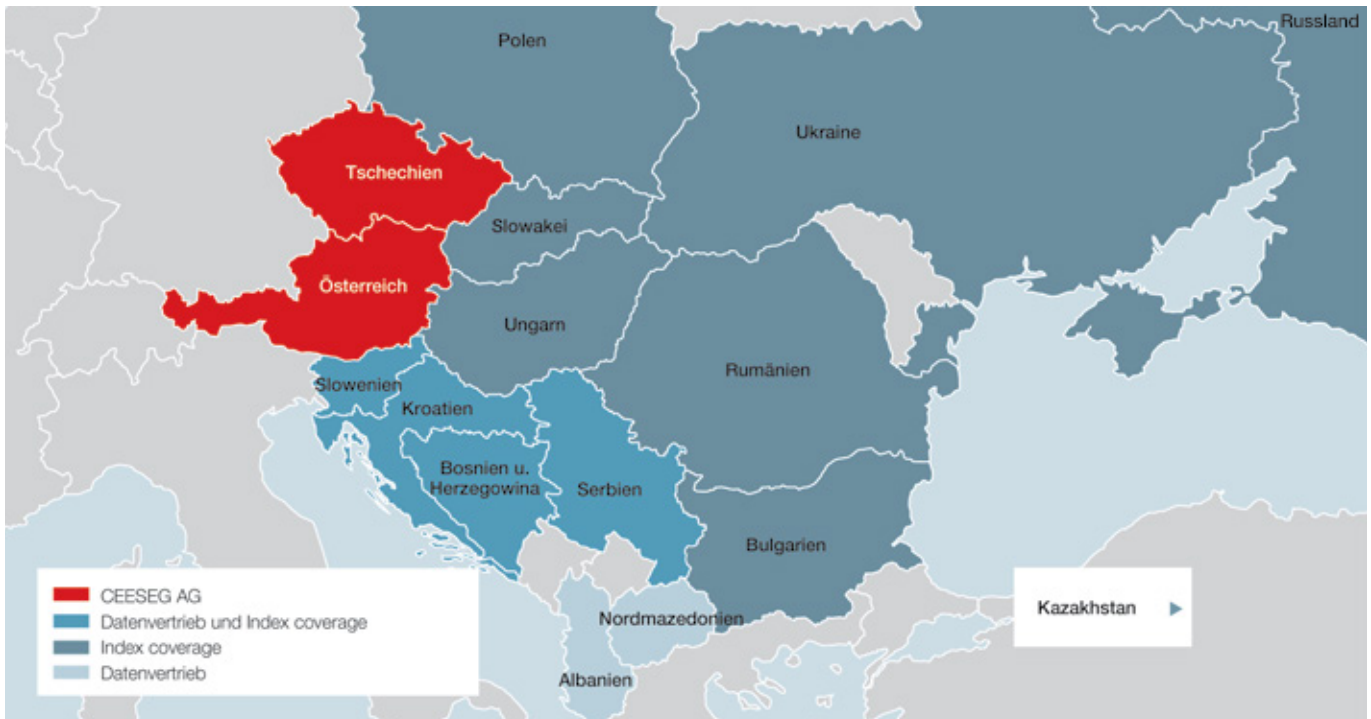 Russland
Polen
Ukraine
Tschechien
Slowakei
Österreich
Ungarn
Rumänien
Slowenien
Kroatien
Bosnien u.
Herzegowina
Serbien
Bulgarien
CEESEG AG
Datenvertrieb und Index coverage
Index coverage
Datenvertrieb
Nordmazedonien
Albanien
Kazakhstan